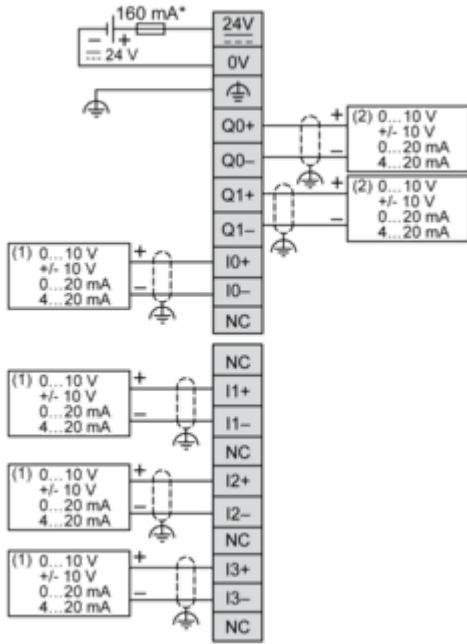 160 mA*
– +
⎓ 24 V
24V
⎓
0V
Q0+
Q0–
Q1+
Q1–
I0+
I0–
NC
+ (2) 0...10 V
+/- 10 V
– 0...20 mA
4...20 mA
+ (2) 0...10 V
+/- 10 V
– 0...20 mA
4...20 mA
(1) 0...10 V +
+/- 10 V
0...20 mA –
4...20 mA
NC
I1+
I1–
NC
I2+
I2–
NC
I3+
I3–
NC
(1) 0...10 V +
+/- 10 V
0...20 mA –
4...20 mA
(1) 0...10 V +
+/- 10 V
0...20 mA –
4...20 mA
(1) 0...10 V +
+/- 10 V
0...20 mA –
4...20 mA